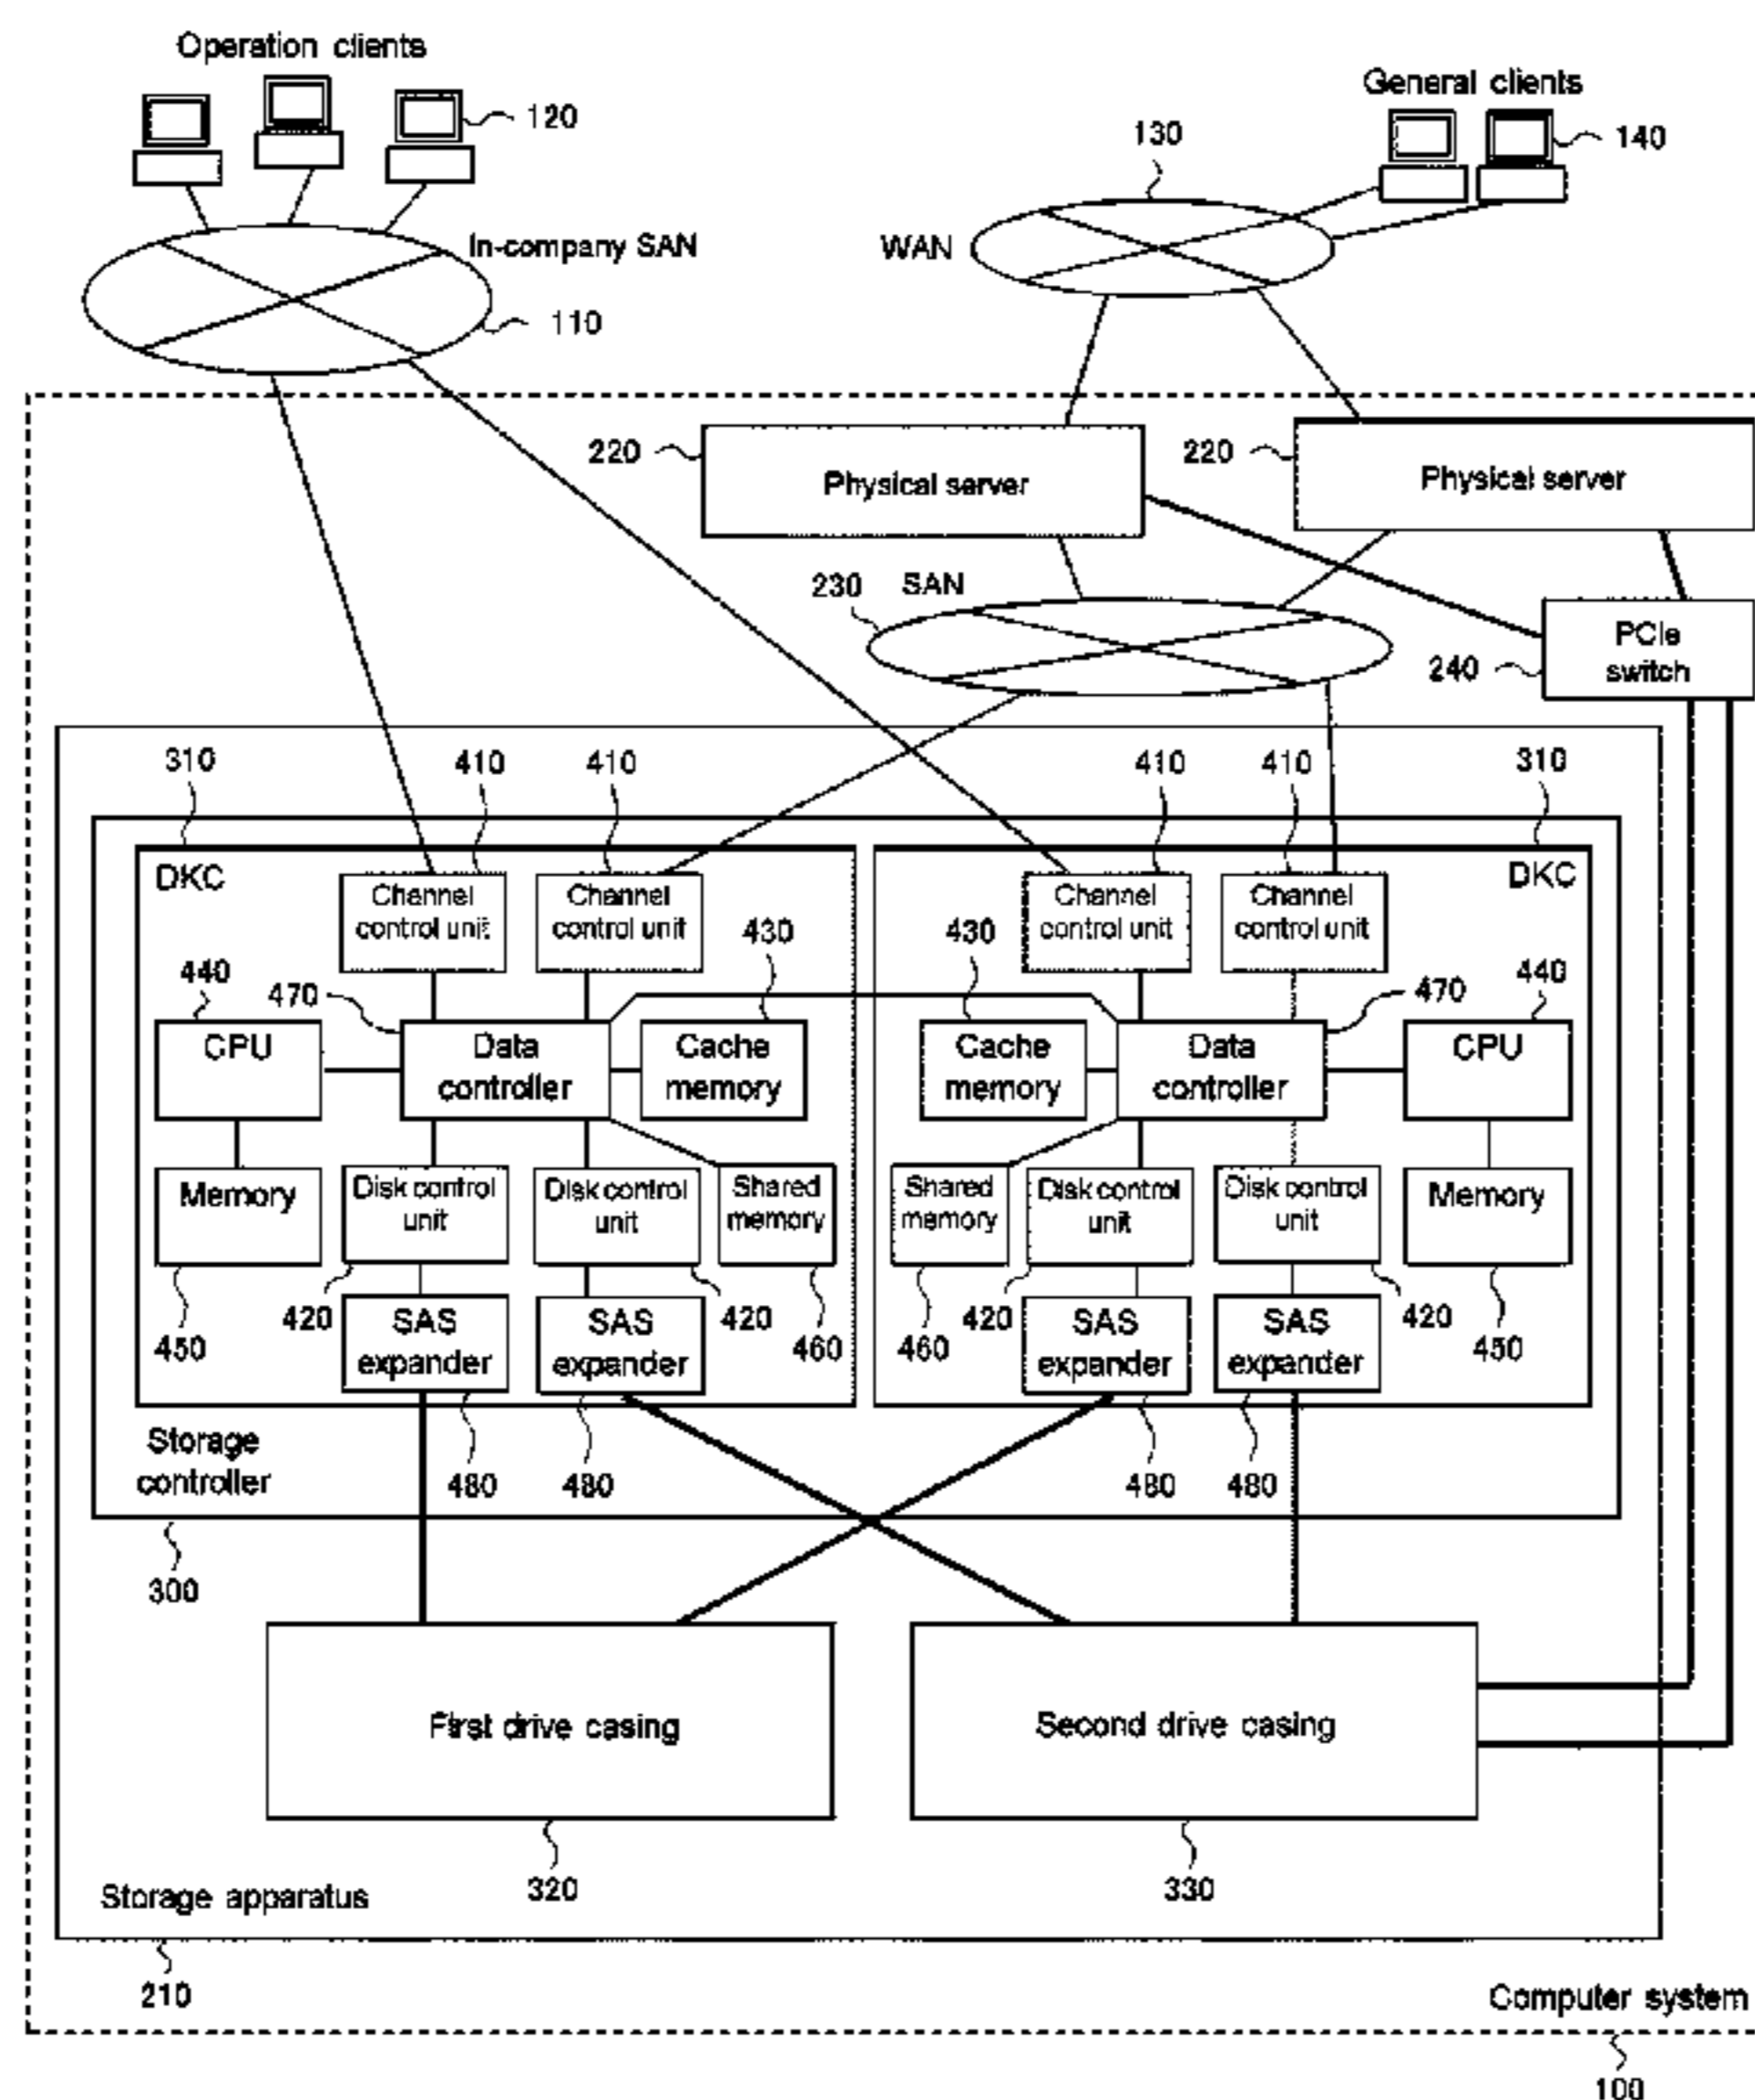 Operation clients
General clients
120
130
140
In-company SAN
WAN
110
220
Physical server
220
Physical server
230
SAN
240
PCIe
switch
310
410
410
410
410
310
DKC
Channel
control unit
Channel
control unit
Channel
control unit
Channel
control unit
DKC
430
430
440
470
470
440
CPU
Data
controller
Cache
memory
Cache
memory
Data
controller
CPU
Memory
Disk control
unit
Disk control
unit
Shared
memory
Shared
memory
Disk control
unit
Disk control
unit
Memory
450
420
SAS
expander
SAS
expander
420
460
460
420
SAS
expander
SAS
expander
420
450
Storage
controller
480
480
480
480
300
First drive casing
Second drive casing
320
330
Storage apparatus
210
Computer system
100